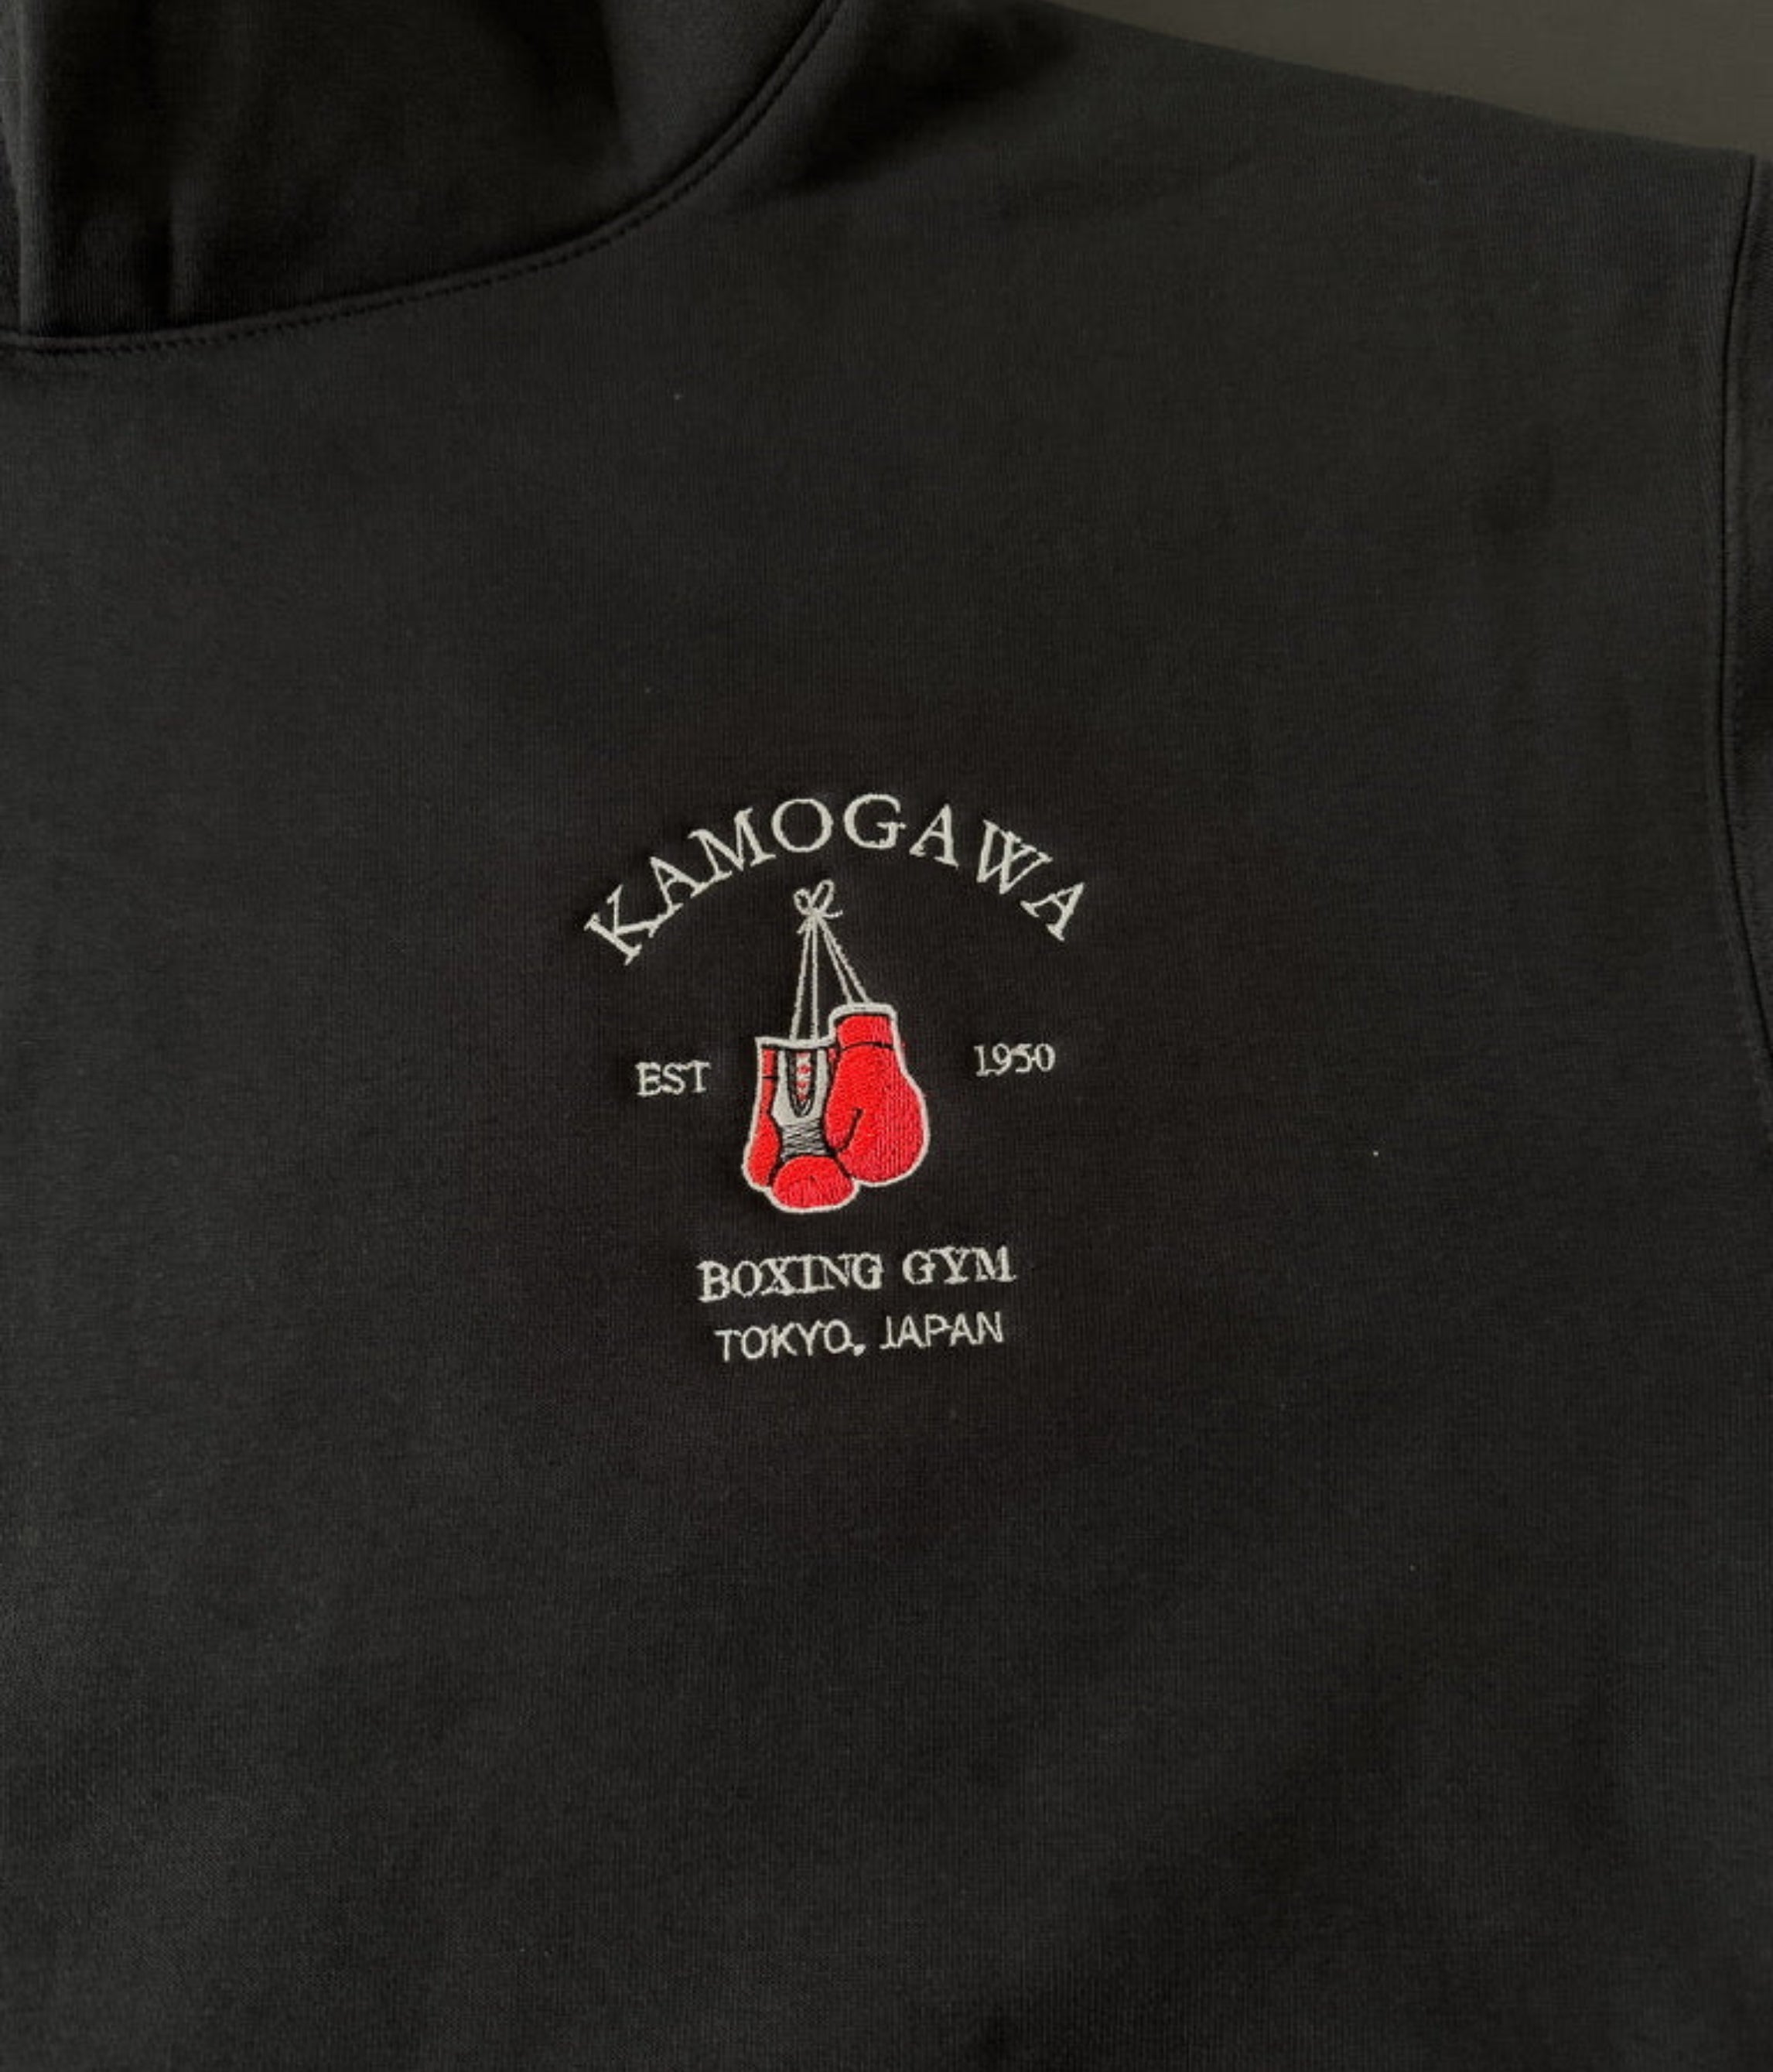 KAMOGAWA
EST 1950
BOXING GYM
TOKYO, JAPAN